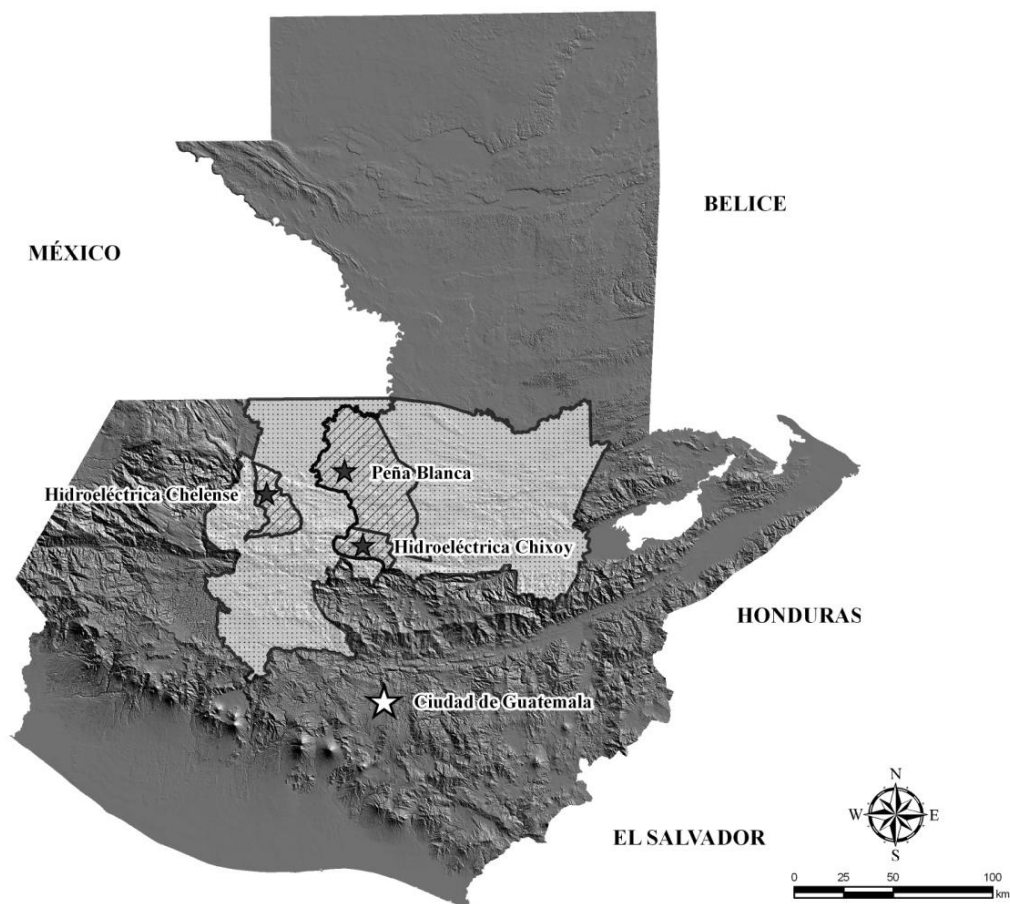 BELICE
MÉXICO
Peña Blanca
Hidroeléctrica Chelense
Hidroeléctrica Chixoy
HONDURAS
Ciudad de Guatemala
N
W E
S
EL SALVADOR
0 25 50 100
km